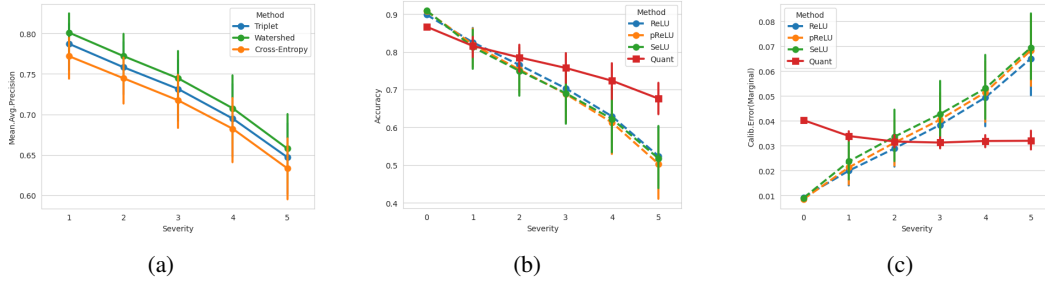 Method
Triplet
Watershed
Cross-Entropy
0.80
0.75
0.70
0.65
0.60
Mean.Avg.Precision
1 2 3 4 5
Severity
(a)
Method
ReLU
pReLU
SeLU
Quant
0.9
0.8
0.7
0.6
0.5
0.4
Accuracy
0 1 2 3 4 5
Severity
(b)
Method
ReLU
pReLU
SeLU
Quant
0.08
0.07
0.06
0.05
0.04
0.03
0.02
0.01
Calib.Error(Marginal)
0 1 2 3 4 5
Severity
(c)